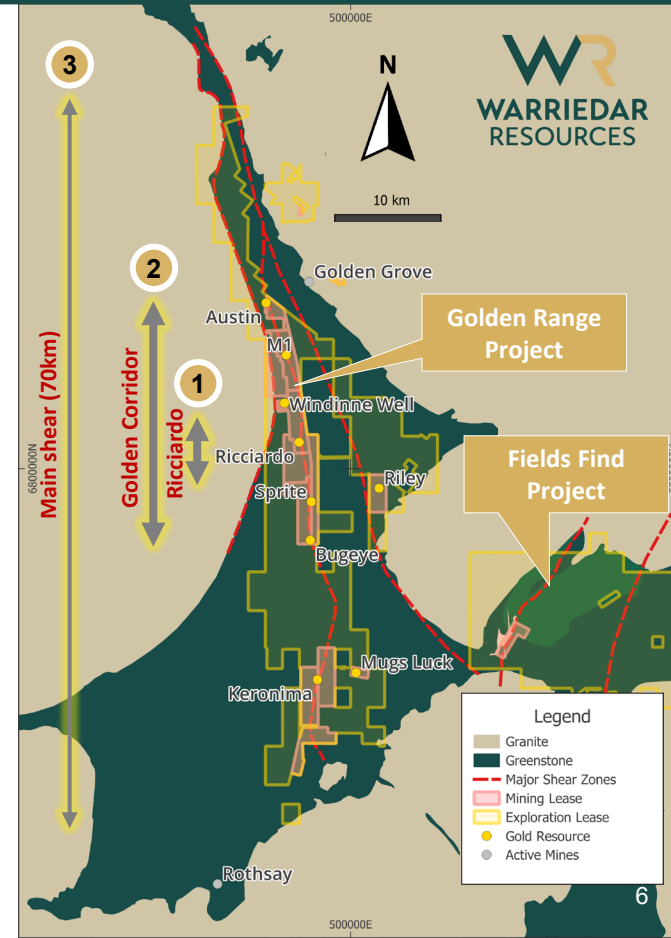 500000E
3
N
WARRIEDAR
RESOURCES
10 km
2
Golden Grove
Austin
Golden Range
Project
M1
1
Windinne Well
Main shear (70km)
Golden Corridor
Ricciardo
6800000N
Ricciardo
Riley
Sprite
Fields Find
Project
Bugeye
Mugs Luck
Keronima
Legend
Granite
Greenstone
Major Shear Zones
Mining Lease
Exploration Lease
Gold Resource
Active Mines
Rothsay
6
500000E